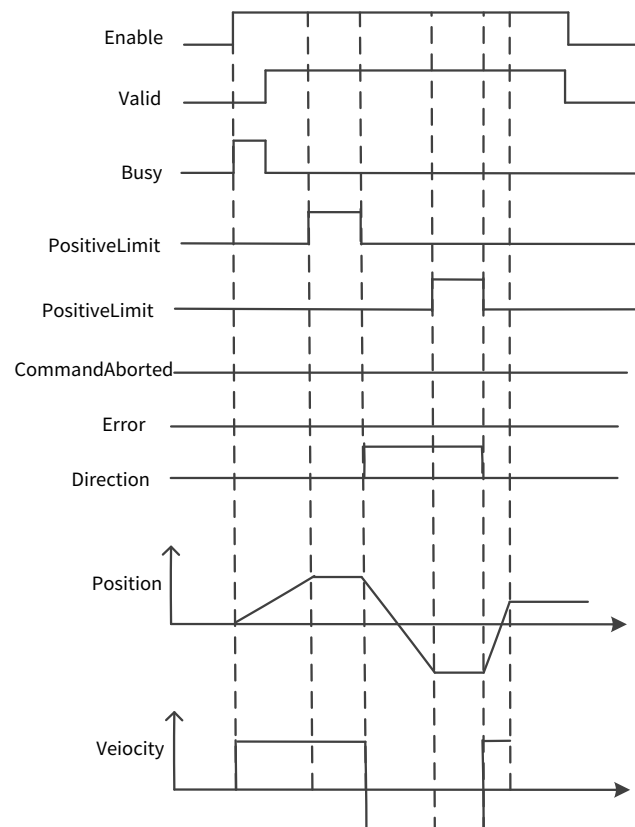 Enable
Valid
Busy
PositiveLimit
PositiveLimit
CommandAborted
Error
Direction
Position
Veiocity